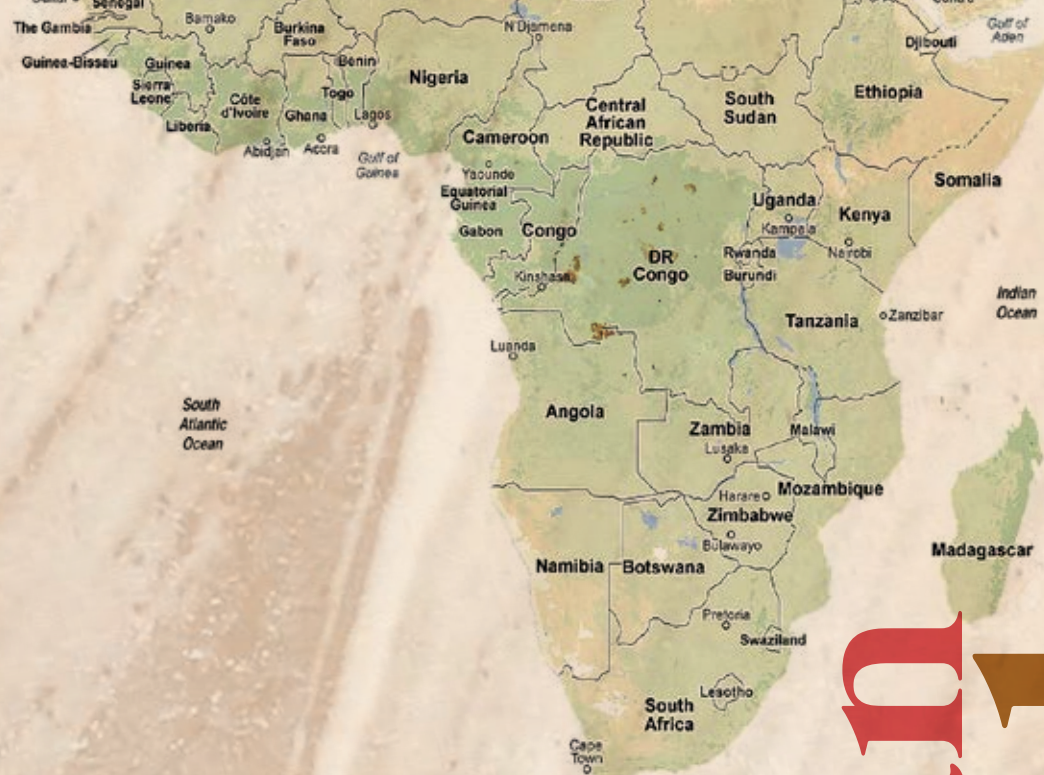 Senegal
The Gambia
Bamako
Burkina
Faso
N'Djamena
Gulf of
Aden
Djibouti
Guinea-Bissau
Guinea
Benin
Nigeria
Sierra
Leone
Côte
d'Ivoire
Togo
Ghana
Lagos
Central
African
Republic
South
Sudan
Ethiopia
Liberia
Abidjan
Accra
Cameroon
Gulf of
Guinea
Yaounde
Somalia
Equatorial
Guinea
Uganda
Kenya
Gabon
Congo
Kampala
Nairobi
Rwanda
DR
Congo
Kinshasa
Burundi
Indian
Ocean
Tanzania
Zanzibar
Luanda
South
Atlantic
Ocean
Angola
Zambia
Malawi
Lusaka
Mozambique
Harare
Zimbabwe
Bulawayo
Madagascar
Namibia
Botswana
Pretoria
Swaziland
Lesotho
South
Africa
Cape
Town
n